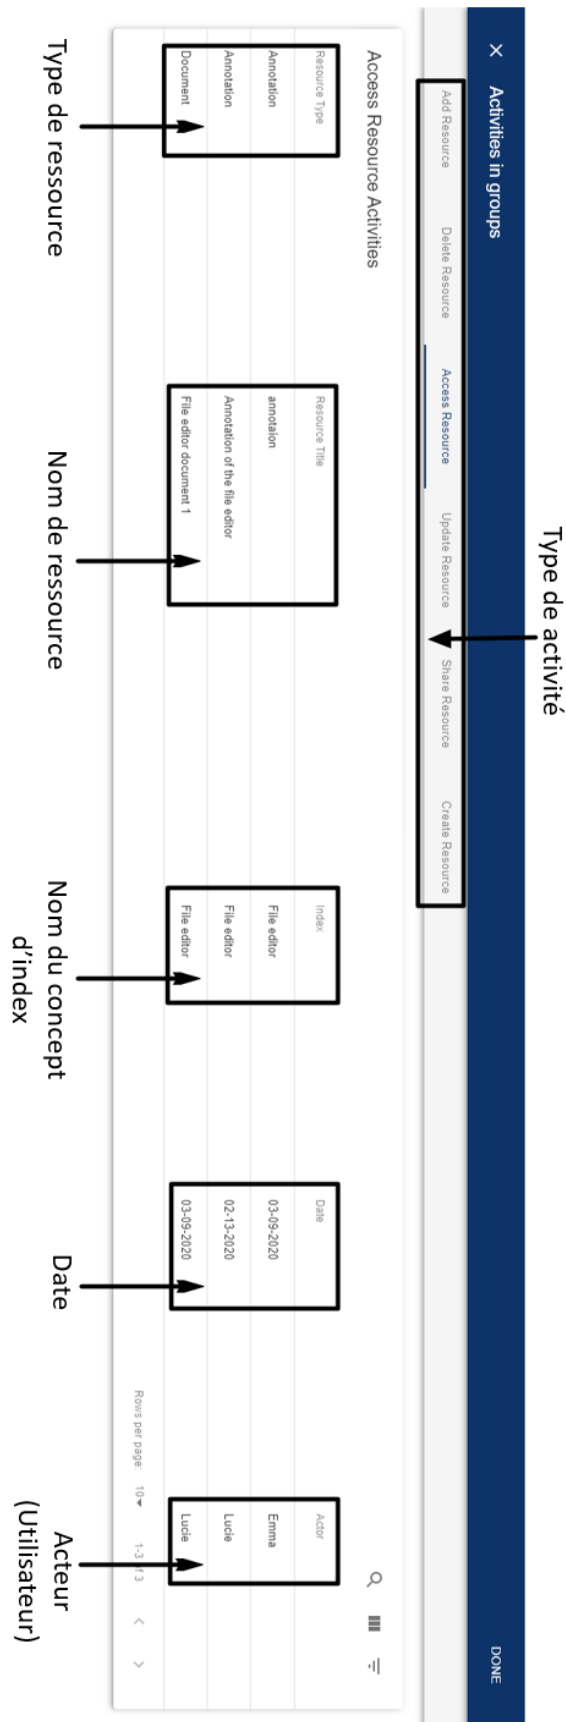 Type de activité
× Activities in groups DONE
Add Resource Delete Resource Access Resource Update Resource Share Resource Create Resource
Access Resource Activities
Resource Type Resource Title Index Date Actor
Annotation annotaion File editor 03-09-2020 Emma
Annotation Annotation of the file editor File editor 02-13-2020 Lucie
Document File editor document 1 File editor 03-09-2020 Lucie
Rows per page: 10 1-3 of 3
Type de ressource
Nom de ressource
Nom du concept
d'index
Date
Acteur
(Utilisateur)